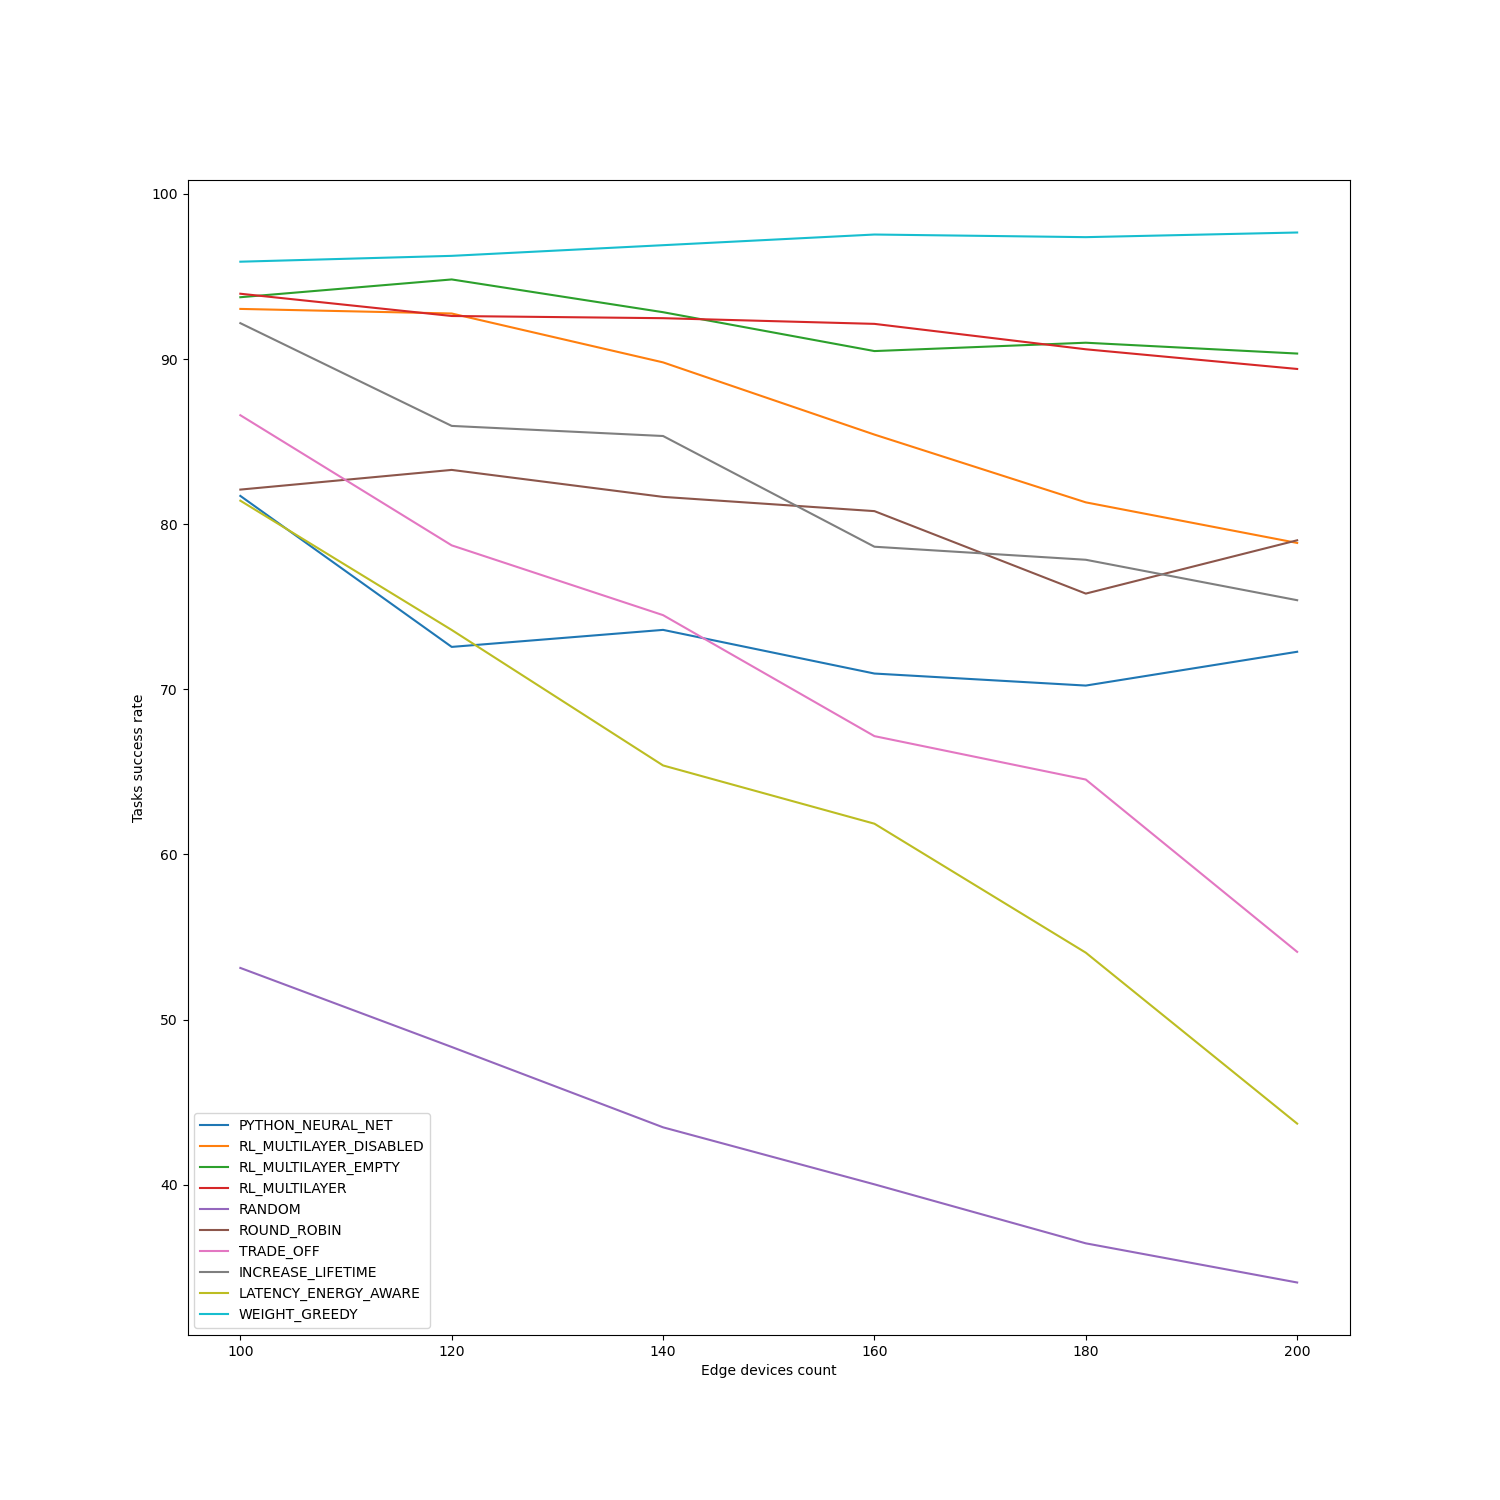 100
90
80
70
60
50
40
Tasks success rate
PYTHON_NEURAL_NET
RL_MULTILAYER_DISABLED
RL_MULTILAYER_EMPTY
RL_MULTILAYER
RANDOM
ROUND_ROBIN
TRADE_OFF
INCREASE_LIFETIME
LATENCY_ENERGY_AWARE
WEIGHT_GREEDY
100 120 140 160 180 200
Edge devices count